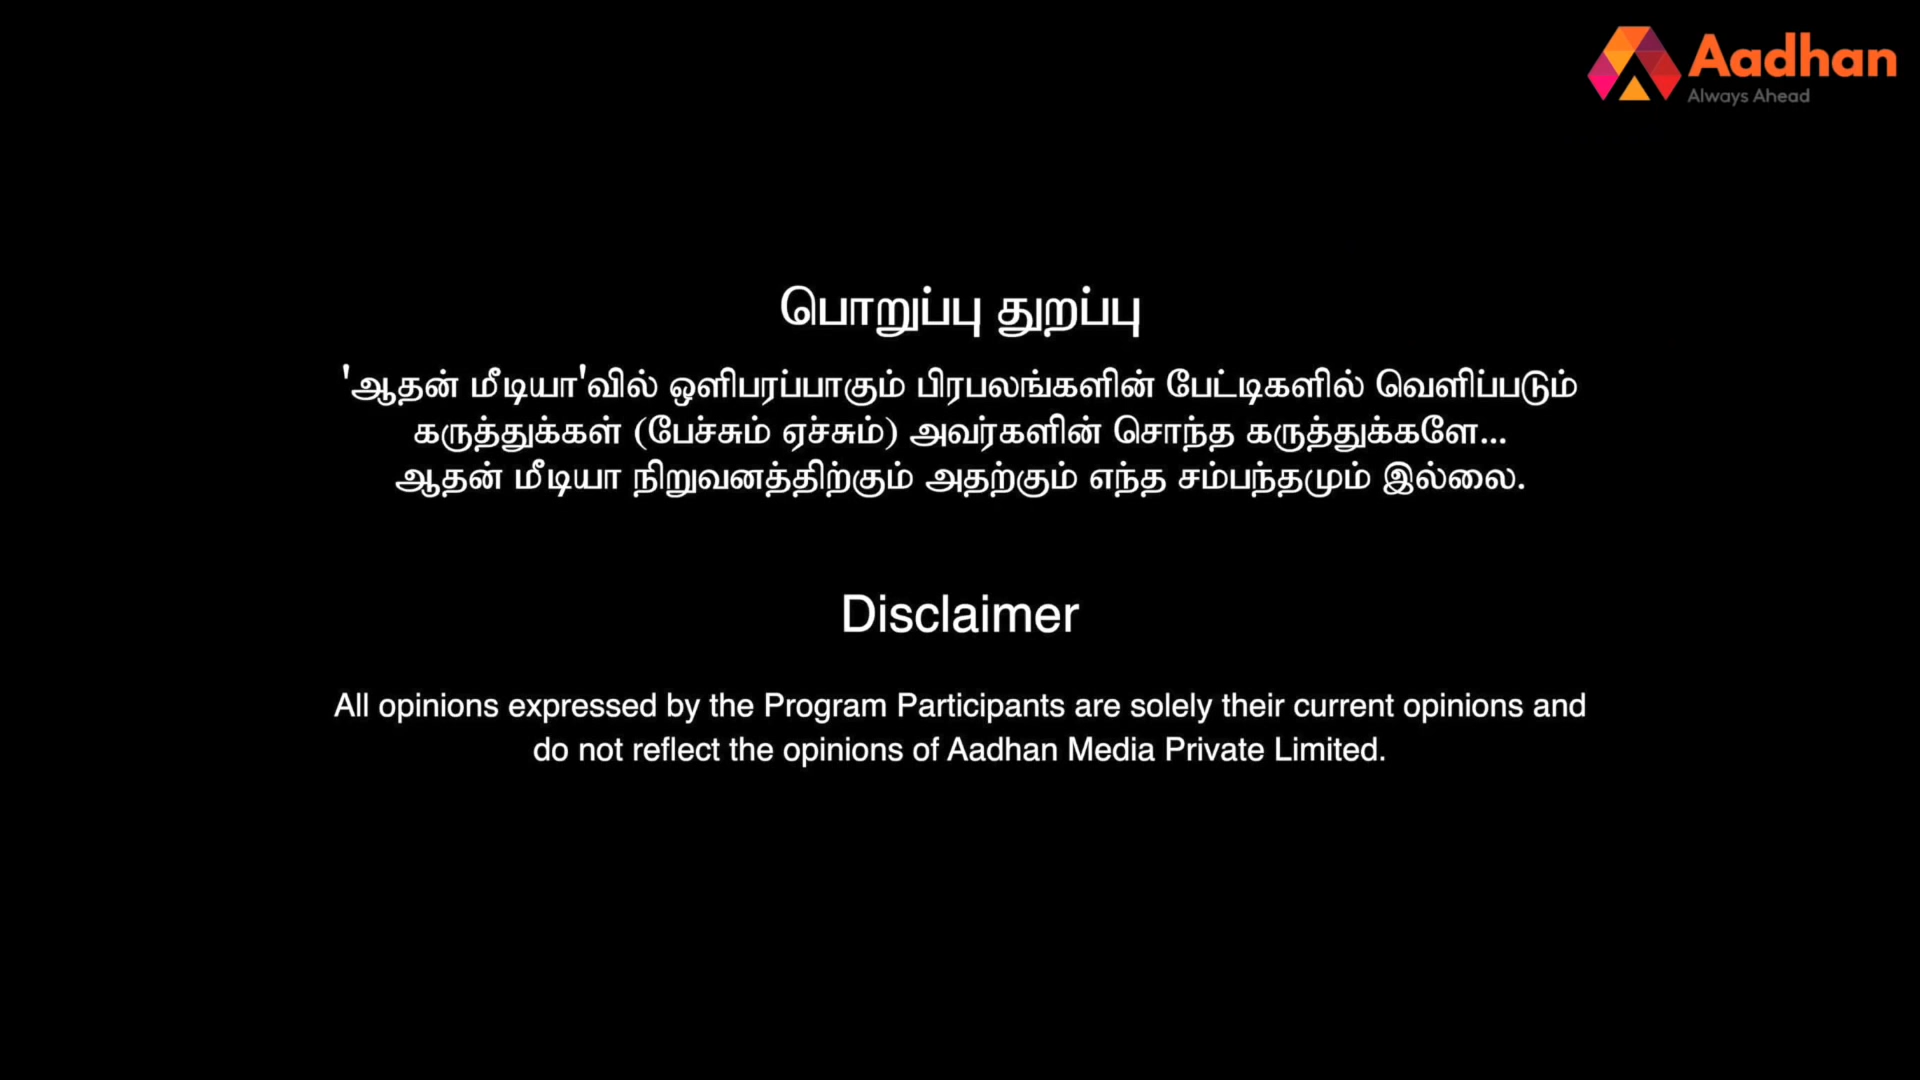 Aadhan
Always Ahead
பொறுப்பு துறப்பு
'ஆதன் மீடியா'வில் ஒளிபரப்பாகும் பிரபலங்களின் பேட்டிகளில் வெளிப்படும்
கருத்துக்கள் (பேச்சும் ஏச்சும்) அவர்களின் சொந்த கருத்துக்களே...
ஆதன் மீடியா நிறுவனத்திற்கும் அதற்கும் எந்த சம்பந்தமும் இல்லை.
Disclaimer
All opinions expressed by the Program Participants are solely their current opinions and
do not reflect the opinions of Aadhan Media Private Limited.